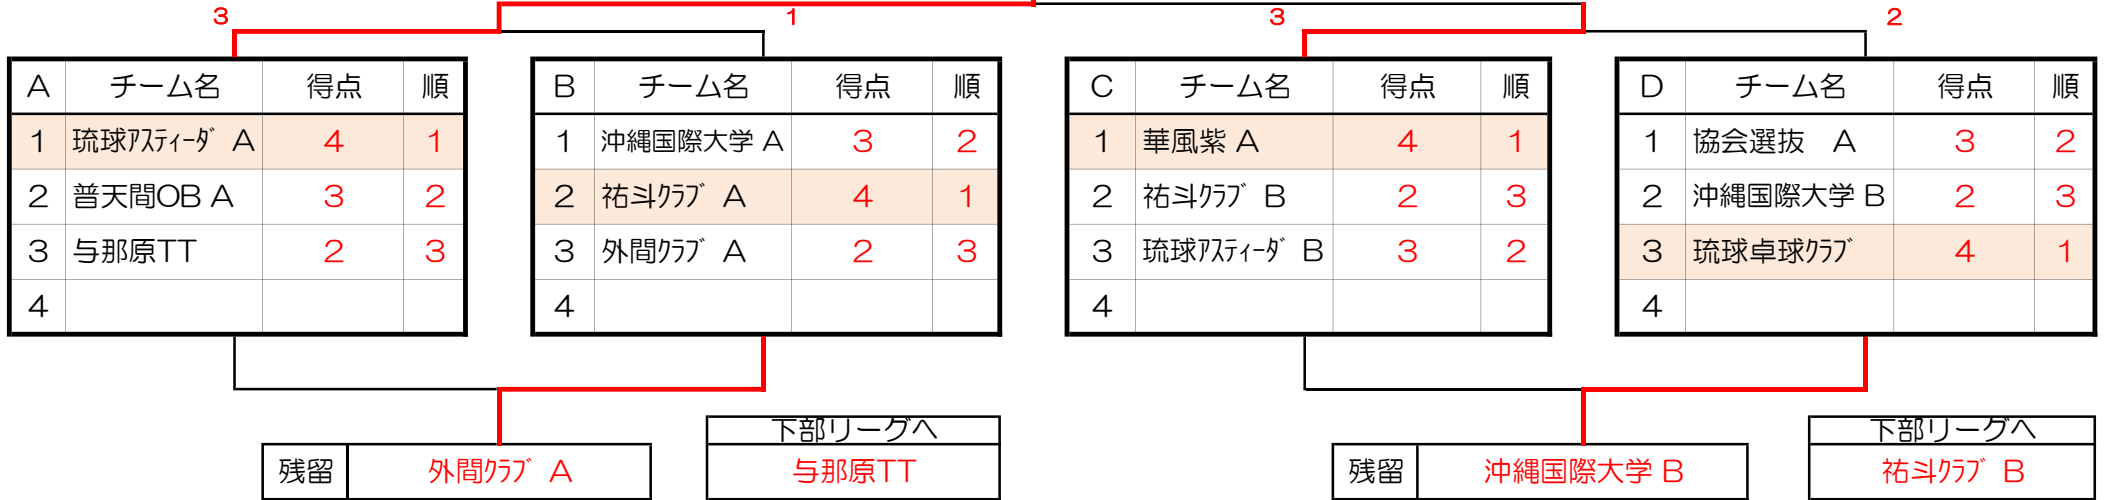 3 1 3 2
A チーム名 得点 順 B チーム名 得点 順 C チーム名 得点 順 D チーム名 得点 順
1 琉球ｱｽﾃｨｰﾀﾞ A 4 1 1 沖縄国際大学 A 3 2 1 華風紫 A 4 1 1 協会選抜　A 3 2
2 普天間OB A 3 2 2 祐斗ｸﾗﾌﾞ A 4 1 2 祐斗ｸﾗﾌﾞ B 2 3 2 沖縄国際大学 B 2 3
3 与那原TT 2 3 3 外間ｸﾗﾌﾞ A 2 3 3 琉球ｱｽﾃｨｰﾀﾞ B 3 2 3 琉球卓球ｸﾗﾌﾞ 4 1
4 4 4 4
下部リーグへ 下部リーグへ
残留 外間ｸﾗﾌﾞ A 与那原TT 残留 沖縄国際大学 B 祐斗ｸﾗﾌﾞ B